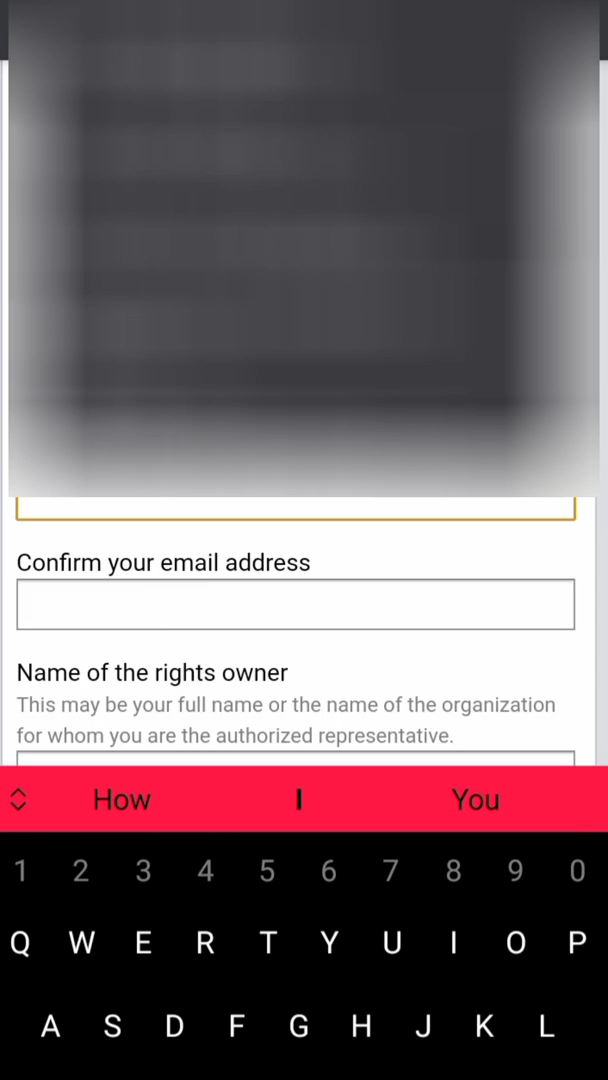 Confirm your email address
Name of the rights owner
This may be your full name or the name of the organization
for whom you are the authorized representative.
How I You
1 2 3 4 5 6 7 8 9 0
Q W E R T Y U I O P
A S D F G H J K L